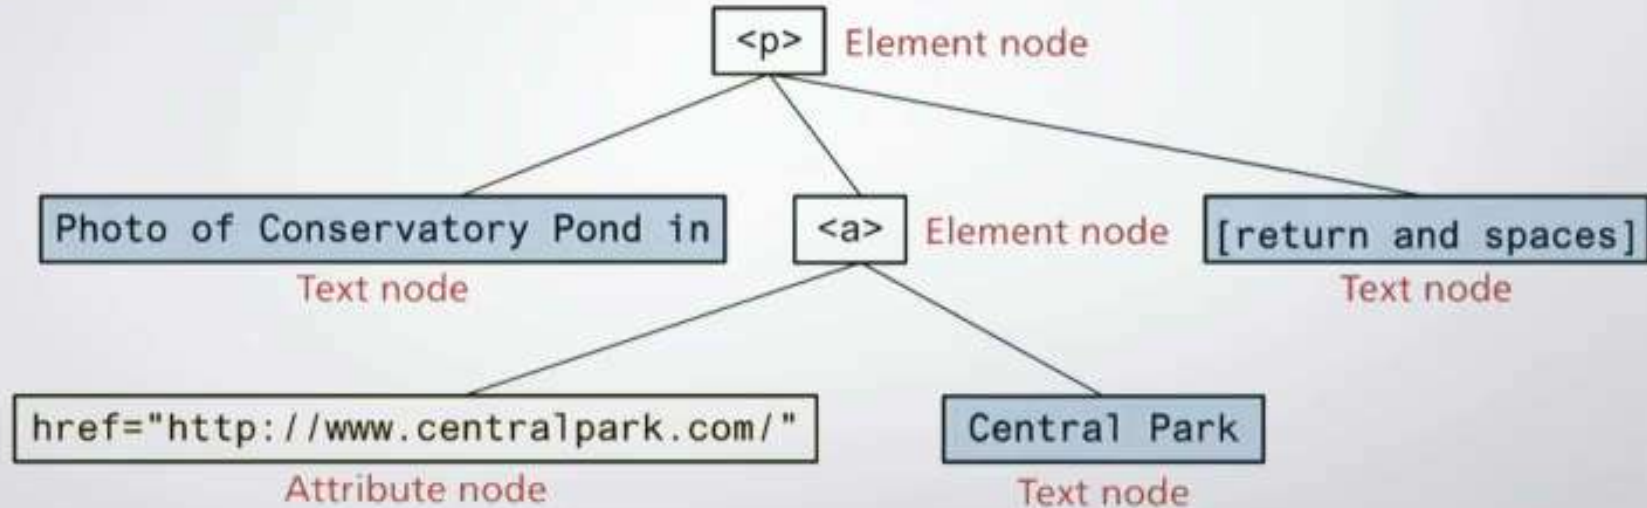 <p> Element node
Photo of Conservatory Pond in <a> Element node [return and spaces]
Text node Text node
href="http://www.centralpark.com/" Central Park
Attribute node Text node